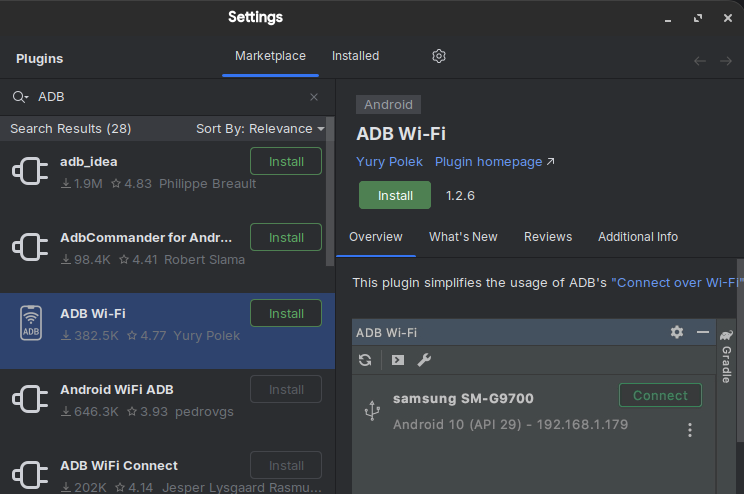 Settings
Plugins
Marketplace
Installed
ADB
Search Results (28)
Sort By: Relevance
adb_idea
Install
1.9M
4.83
Philippe Breault
AdbCommander for Andr...
Install
98.4K
4.41
Robert Slama
ADB Wi-Fi
Install
382.5K
4.77
Yury Polek
Android WiFi ADB
Install
646.3K
3.93
pedrovgs
ADB WiFi Connect
Install
202K
4.14
Jesper Lysgaard Rasmu...
Android
ADB Wi-Fi
Yury Polek
Plugin homepage
Install
1.2.6
Overview
What's New
Reviews
Additional Info
This plugin simplifies the usage of ADB's "Connect over Wi-Fi"
ADB Wi-Fi
samsung SM-G9700
Connect
Android 10 (API 29) - 192.168.1.179
Gradle